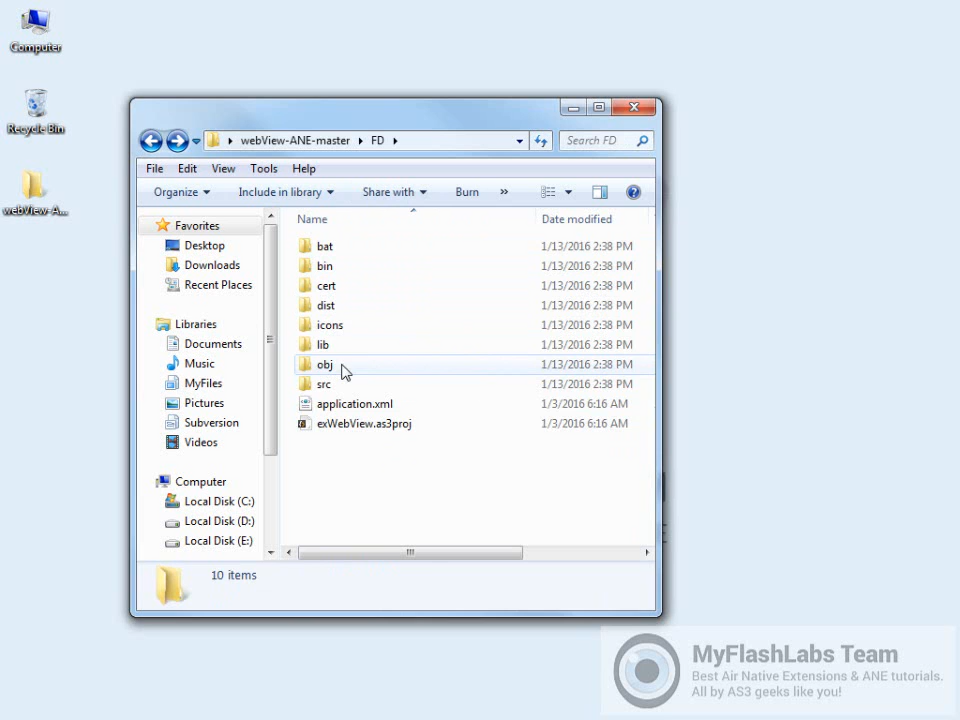 Computer
Recycle Bin
webView-A...
webView-ANE-master FD
Search FD
File Edit View Tools Help
Organize Include in library Share with Burn »
Name Date modified
Favorites
Desktop
Downloads
Recent Places
Libraries
Documents
Music
MyFiles
Pictures
Subversion
Videos
Computer
Local Disk (C:)
Local Disk (D:)
Local Disk (E:)
bat 1/13/2016 2:38 PM
bin 1/13/2016 2:38 PM
cert 1/13/2016 2:38 PM
dist 1/13/2016 2:38 PM
icons 1/13/2016 2:38 PM
lib 1/13/2016 2:38 PM
obj 1/13/2016 2:38 PM
src 1/13/2016 2:38 PM
application.xml 1/3/2016 6:16 AM
exWebView.as3proj 1/3/2016 6:16 AM
10 items
MyFlashLabs Team
Best Air Native Extensions & ANE tutorials.
All by AS3 geeks like you!